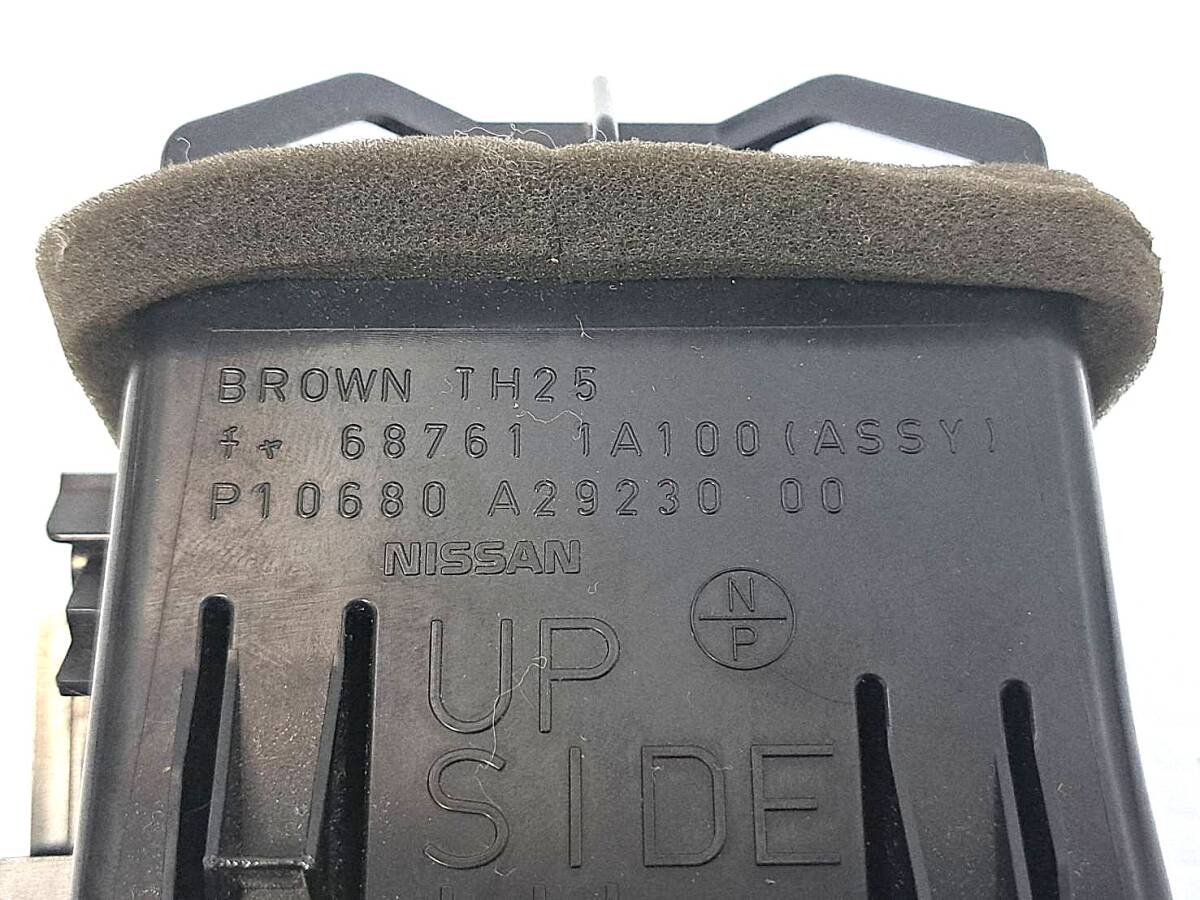 BROWN TH25
チャ 68761 1A100(ASSY)
P10680 A29230 00
NISSAN
N
P
UP
SIDE